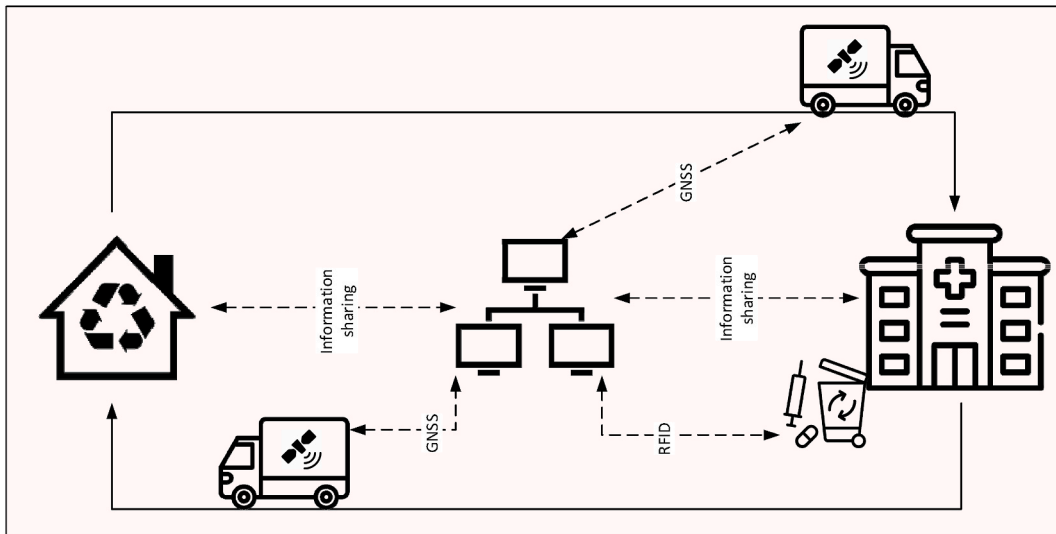 GNSS
Information
sharing
Information
sharing
GNSS
RFID